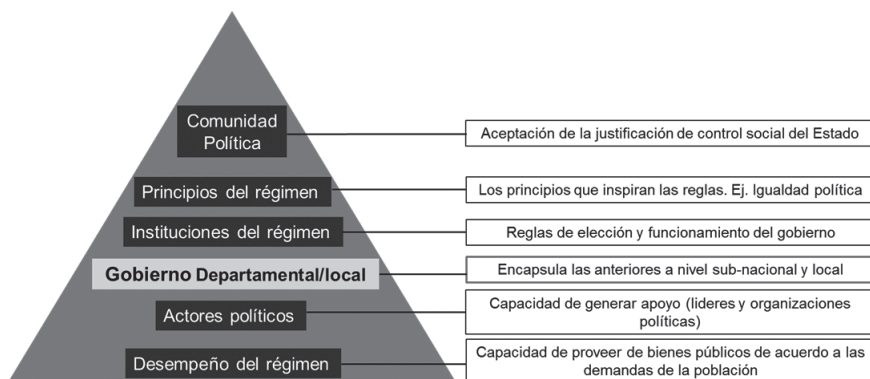 Comunidad
Política
Aceptación de la justificación de control social del Estado
Principios del régimen
Los principios que inspiran las reglas. Ej. Igualdad política
Instituciones del régimen
Reglas de elección y funcionamiento del gobierno
Gobierno Departamental/local
Encapsula las anteriores a nivel sub-nacional y local
Actores políticos
Capacidad de generar apoyo (lideres y organizaciones
políticas)
Desempeño del régimen
Capacidad de proveer de bienes públicos de acuerdo a las
demandas de la población